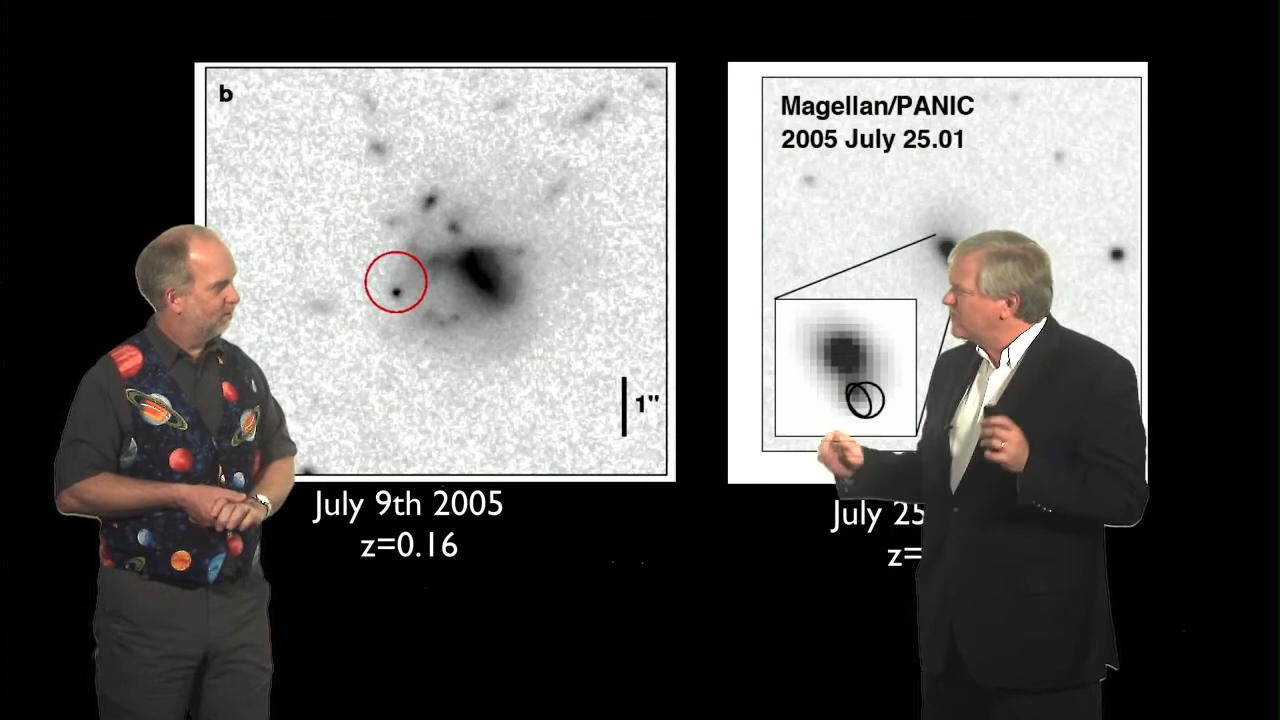 b
1"
July 9th 2005
z=0.16
Magellan/PANIC
2005 July 25.01
July 25
z=